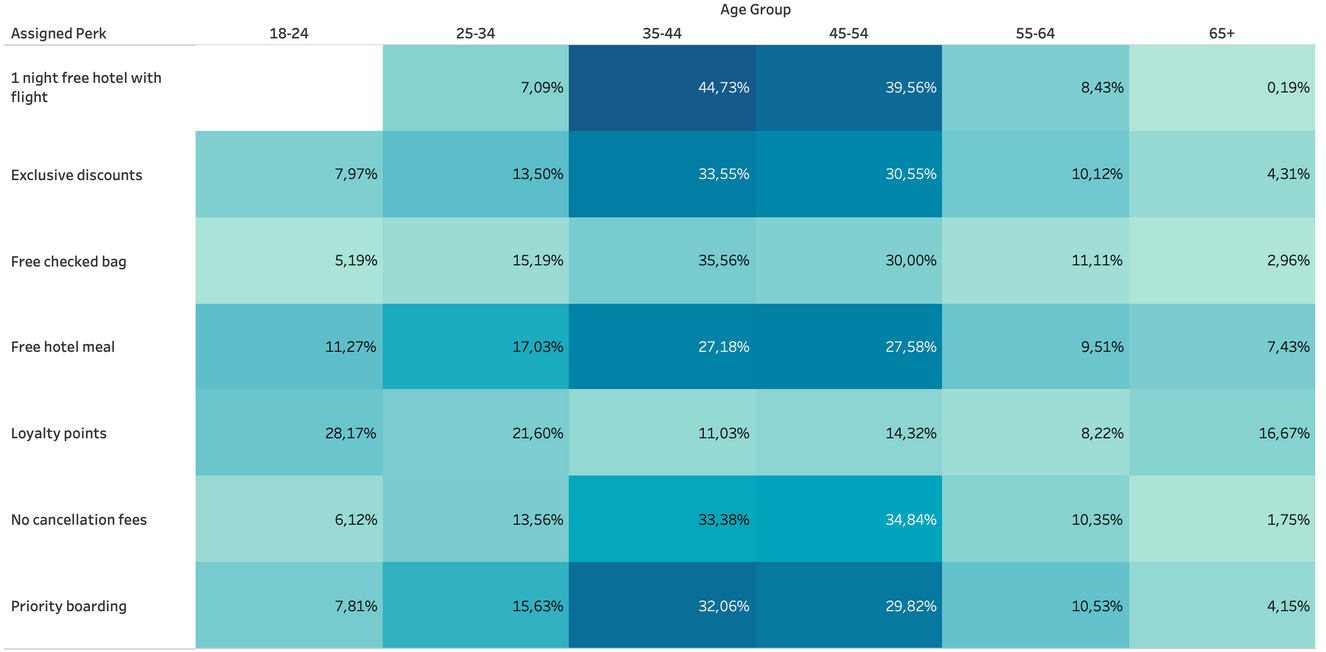 Age Group
Assigned Perk 18-24 25-34 35-44 45-54 55-64 65+
1 night free hotel with
flight 7,09% 44,73% 39,56% 8,43% 0,19%
Exclusive discounts 7,97% 13,50% 33,55% 30,55% 10,12% 4,31%
Free checked bag 5,19% 15,19% 35,56% 30,00% 11,11% 2,96%
Free hotel meal 11,27% 17,03% 27,18% 27,58% 9,51% 7,43%
Loyalty points 28,17% 21,60% 11,03% 14,32% 8,22% 16,67%
No cancellation fees 6,12% 13,56% 33,38% 34,84% 10,35% 1,75%
Priority boarding 7,81% 15,63% 32,06% 29,82% 10,53% 4,15%